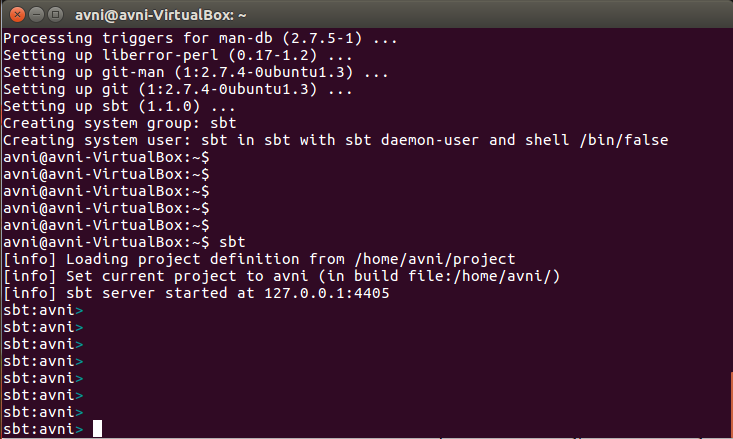 avni@avni-VirtualBox: ~
Processing triggers for man-db (2.7.5-1) ...
Setting up liberror-perl (0.17-1.2) ...
Setting up git-man (1:2.7.4-0ubuntu1.3) ...
Setting up git (1:2.7.4-0ubuntu1.3) ...
Setting up sbt (1.1.0) ...
Creating system group: sbt
Creating system user: sbt in sbt with sbt daemon-user and shell /bin/false
avni@avni-VirtualBox:~$
avni@avni-VirtualBox:~$
avni@avni-VirtualBox:~$
avni@avni-VirtualBox:~$
avni@avni-VirtualBox:~$
avni@avni-VirtualBox:~$ sbt
[info] Loading project definition from /home/avni/project
[info] Set current project to avni (in build file:/home/avni/)
[info] sbt server started at 127.0.0.1:4405
sbt:avni>
sbt:avni>
sbt:avni>
sbt:avni>
sbt:avni>
sbt:avni>
sbt:avni>
sbt:avni>